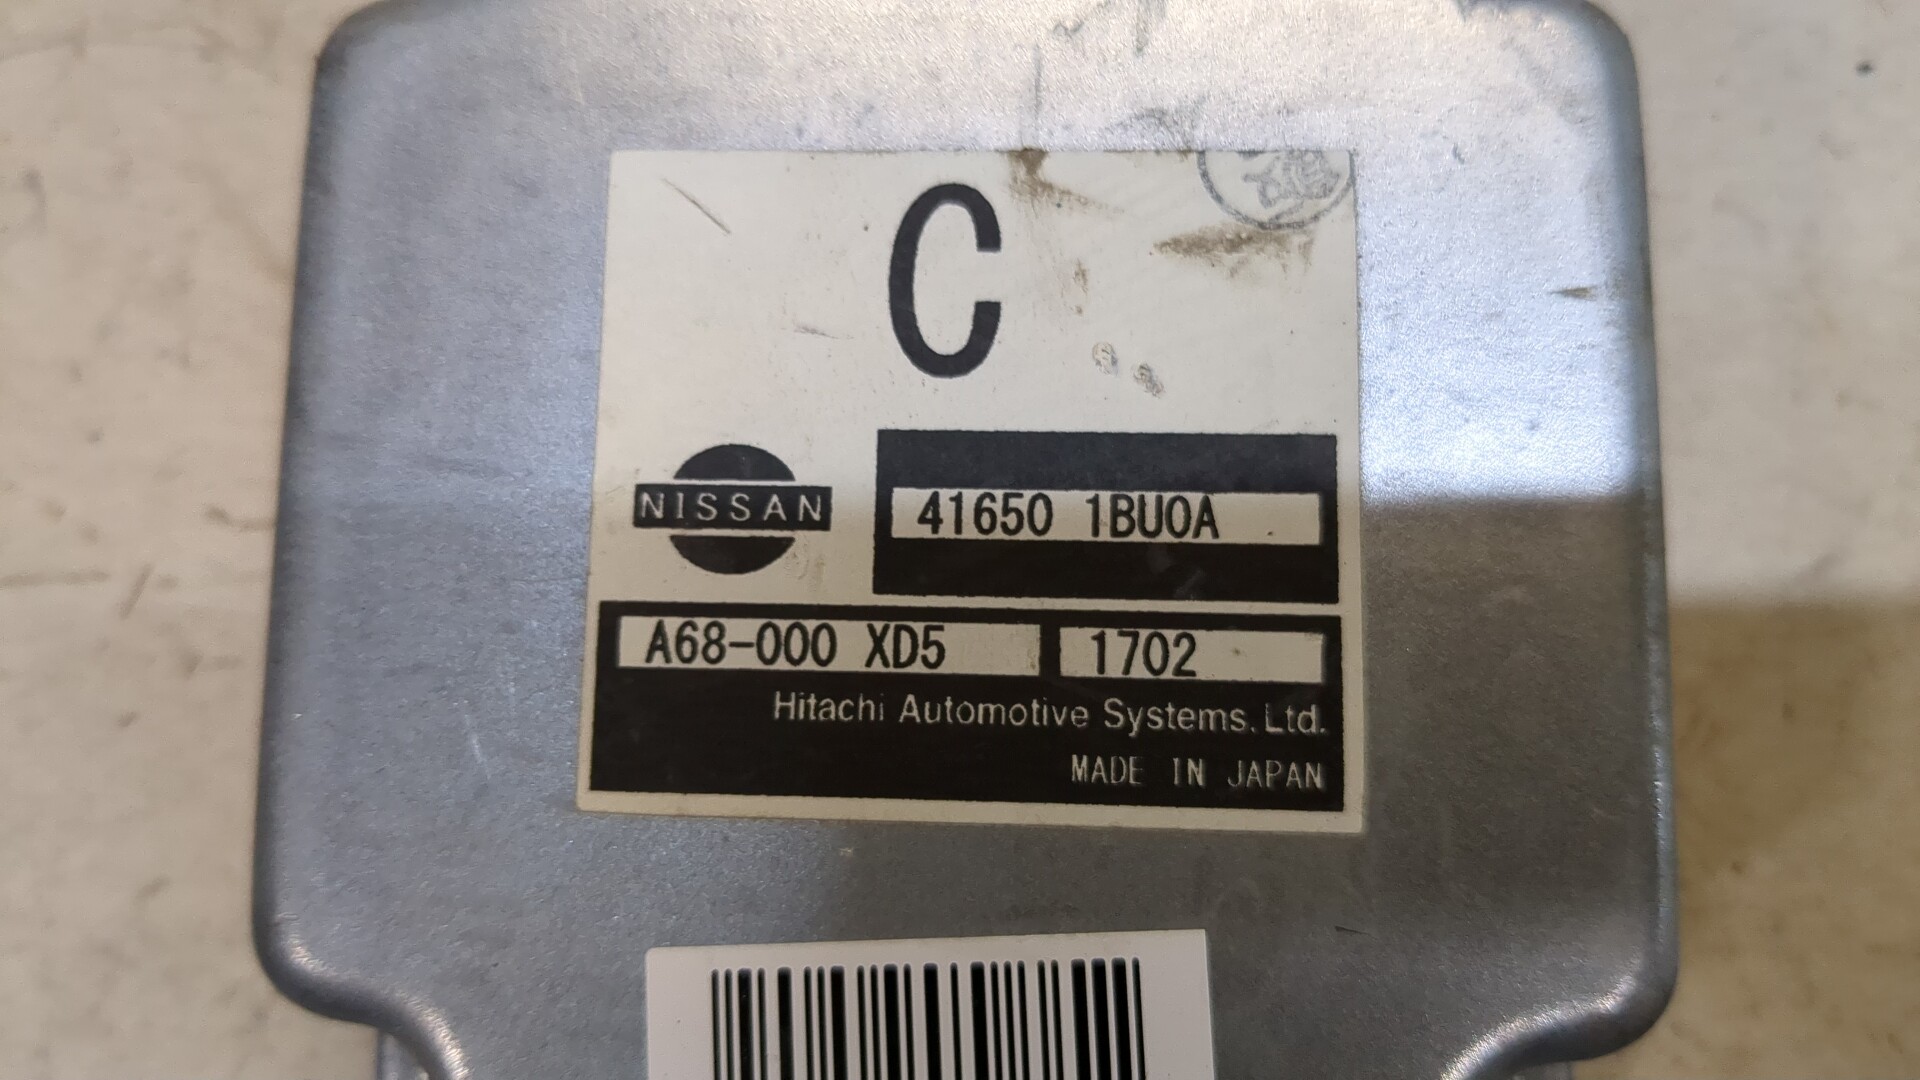 C
NISSAN
41650 1BU0A
A68-000 XD5
1702
Hitachi Automotive Systems.Ltd.
MADE IN JAPAN